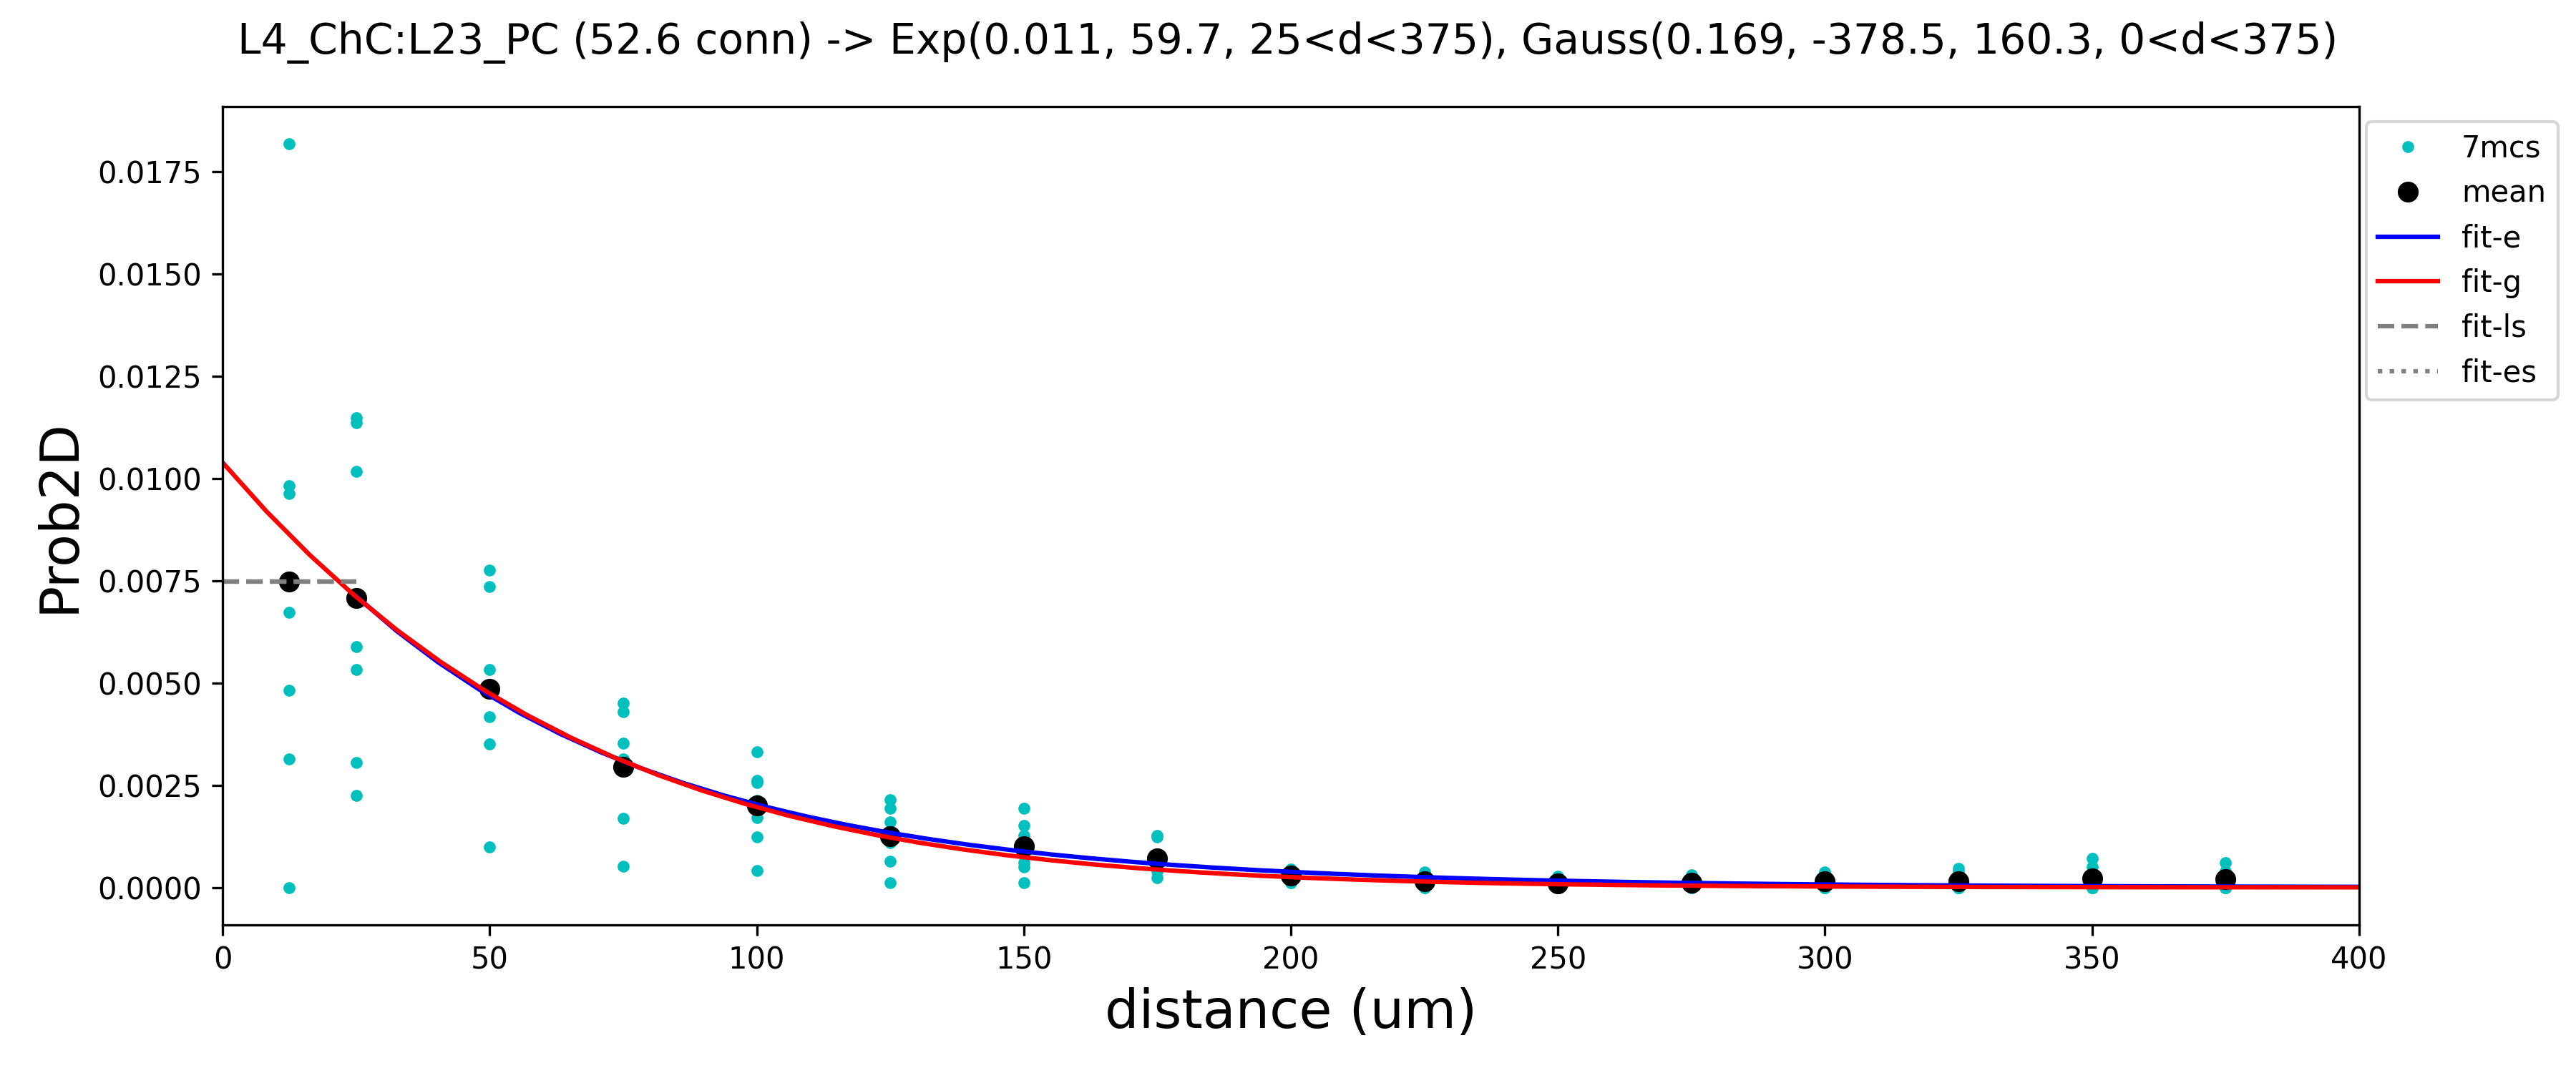 L4_ChC:L23_PC (52.6 conn) -> Exp(0.011, 59.7, 25<d<375), Gauss(0.169, -378.5, 160.3, 0<d<375)
Prob2D
0.0175
0.0150
0.0125
0.0100
0.0075
0.0050
0.0025
0.0000
0 50 100 150 200 250 300 350 400
distance (um)
7mcs
mean
fit-e
fit-g
fit-ls
fit-es